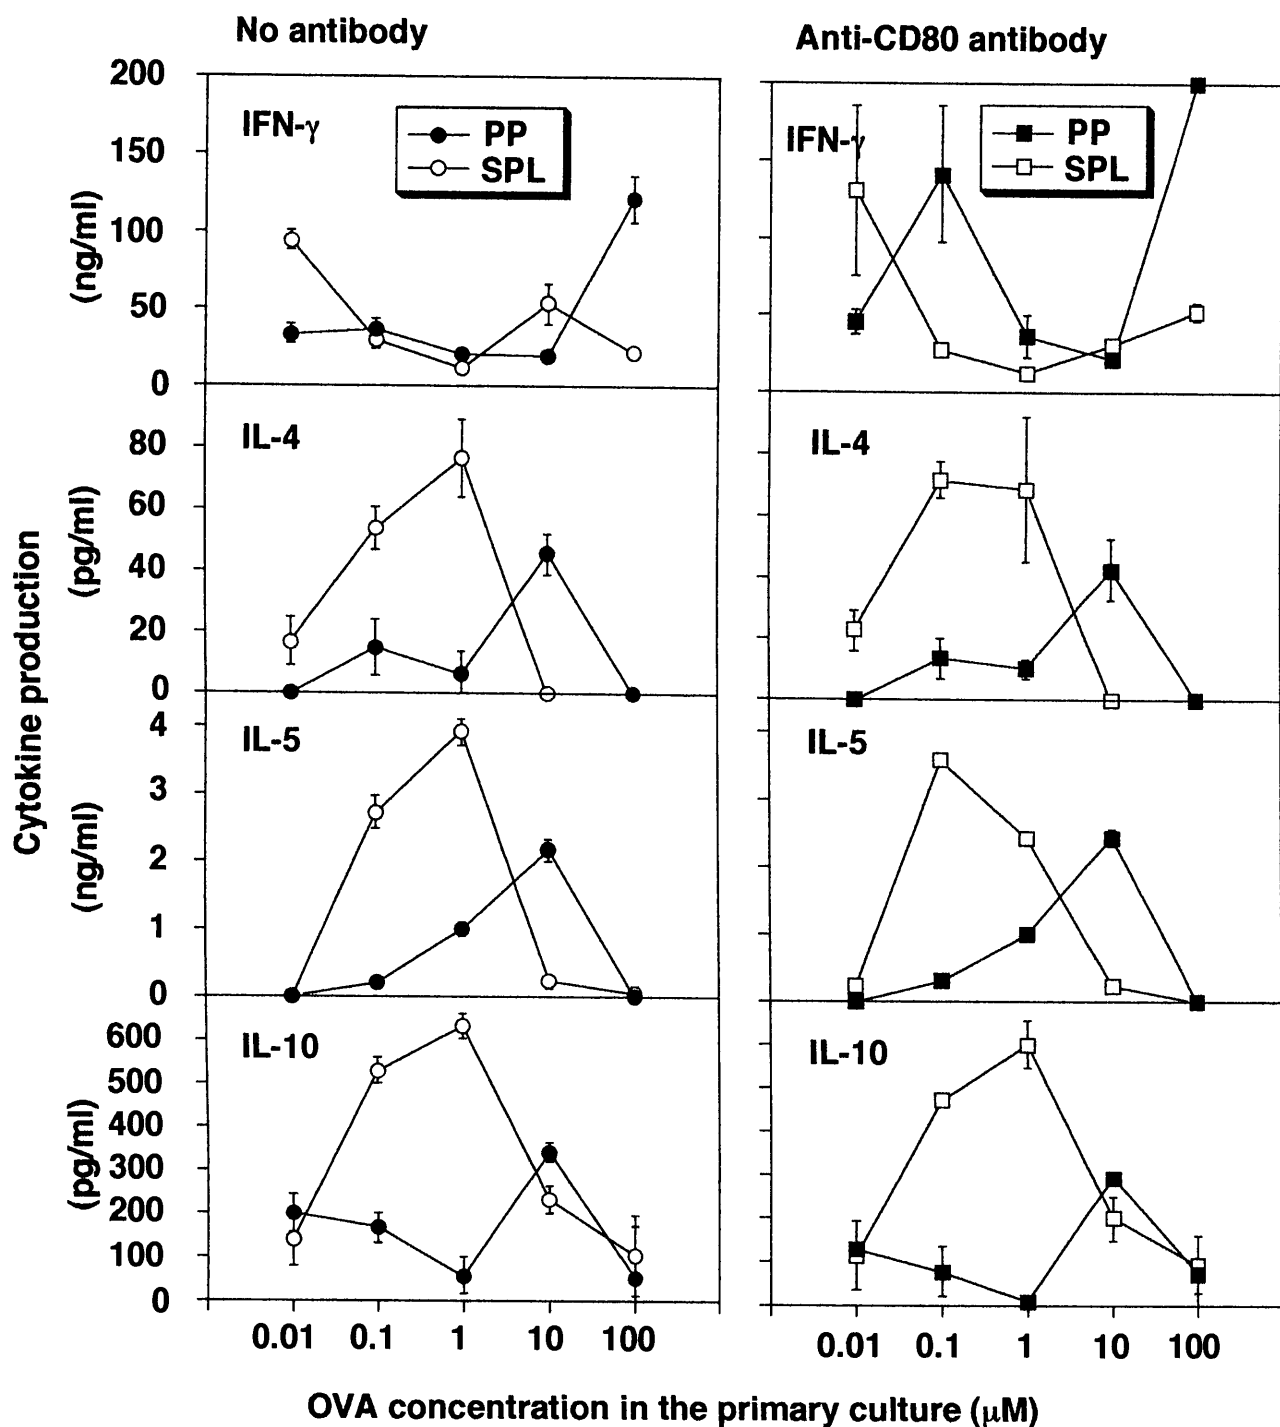 No antibody
Anti-CD80 antibody
Cytokine production
(ng/ml)
200
150
100
50
0
IFN-γ
PP
SPL
IFN-γ
PP
SPL
(pg/ml)
80
60
40
20
0
IL-4
IL-4
(ng/ml)
4
3
2
1
0
IL-5
IL-5
(pg/ml)
600
500
400
300
200
100
0
IL-10
IL-10
0.01 0.1 1 10 100
0.01 0.1 1 10 100
OVA concentration in the primary culture (μM)